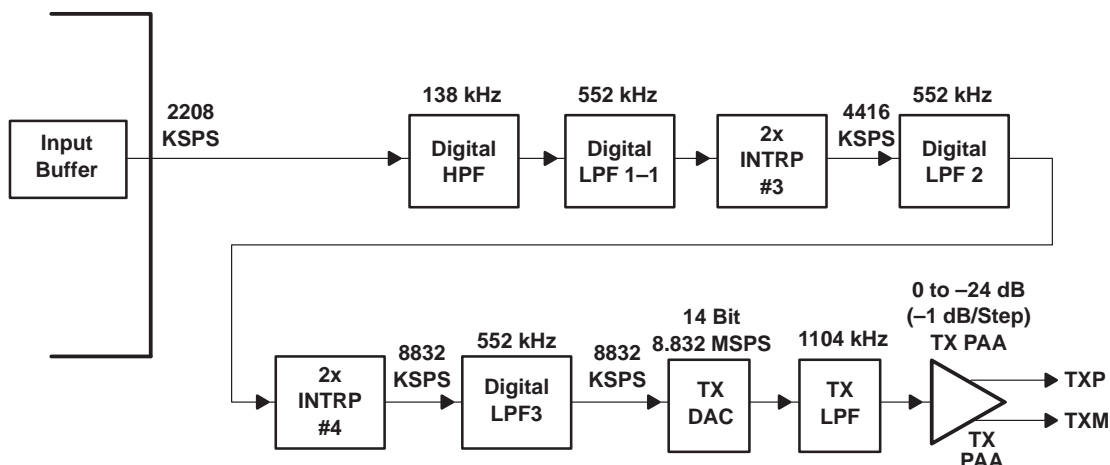 2208
KSPS
138 kHz
552 kHz
4416
KSPS
552 kHz
Input
Buffer
Digital
HPF
Digital
LPF 1–1
2x
INTRP
#3
Digital
LPF 2
0 to –24 dB
(–1 dB/Step)
TX PAA
8832
KSPS
552 kHz
8832
KSPS
14 Bit
8.832 MSPS
1104 kHz
2x
INTRP
#4
Digital
LPF3
TX
DAC
TX
LPF
TXP
TXM
TX
PAA